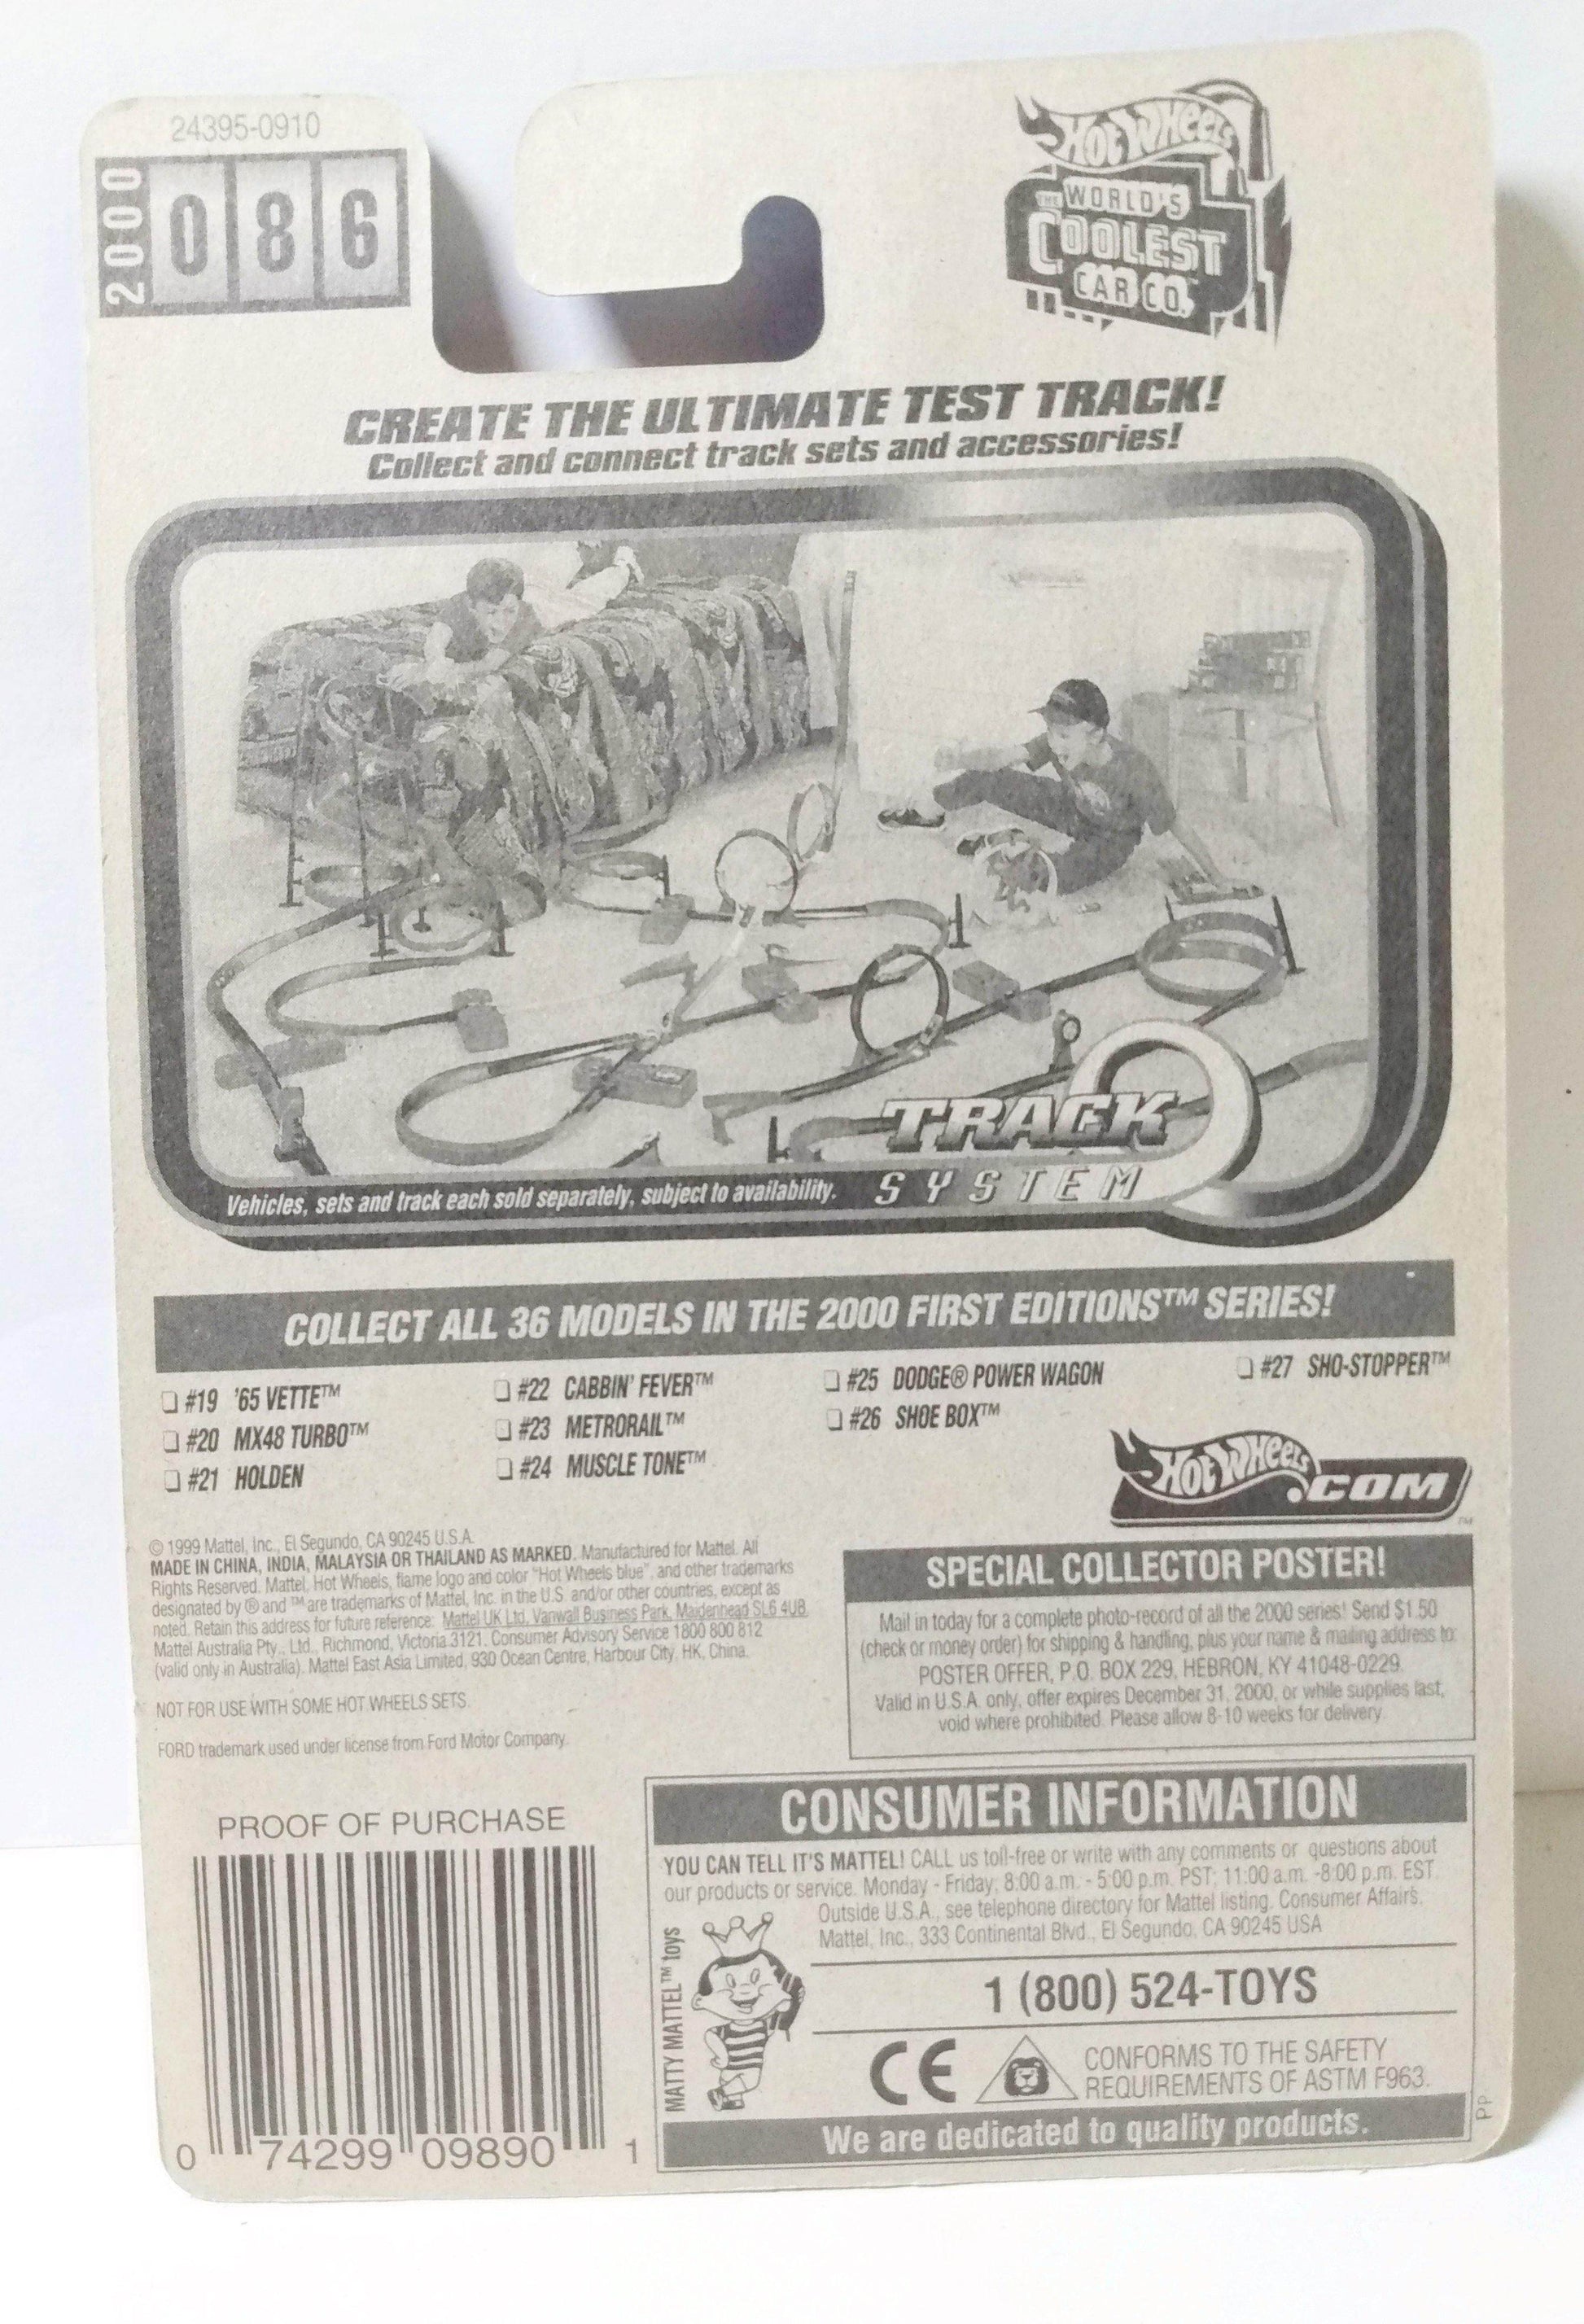 24395-0910
2000 086
HOT WHEELS
THE WORLD'S
COOLEST
CAR CO.™
CREATE THE ULTIMATE TEST TRACK!
Collect and connect track sets and accessories!
TRACK
SYSTEM
Vehicles, sets and track each sold separately, subject to availability.
COLLECT ALL 36 MODELS IN THE 2000 FIRST EDITIONS™ SERIES!
❏ #19 '65 VETTE™
❏ #20 MX48 TURBO™
❏ #21 HOLDEN
❏ #22 CABBIN' FEVER™
❏ #23 METRORAIL™
❏ #24 MUSCLE TONE™
❏ #25 DODGE® POWER WAGON
❏ #26 SHOE BOX™
❏ #27 SHO-STOPPER™
HOT WHEELS.COM™
© 1999 Mattel, Inc., El Segundo, CA 90245 U.S.A.
MADE IN CHINA, INDIA, MALAYSIA OR THAILAND AS MARKED. Manufactured for Mattel. All
Rights Reserved. Mattel, Hot Wheels, flame logo and color "Hot Wheels blue", and other trademarks
designated by ® and ™ are trademarks of Mattel, Inc. in the U.S. and/or other countries, except as
noted. Retain this address for future reference: Mattel UK Ltd, Vanwall Business Park, Maidenhead SL6 4UB.
Mattel Australia Pty., Ltd., Richmond, Victoria.3121. Consumer Advisory Service 1800 800 812
(valid only in Australia). Mattel East Asia Limited, 930 Ocean Centre, Harbour City, HK, China.
NOT FOR USE WITH SOME HOT WHEELS SETS.
FORD trademark used under license from Ford Motor Company.
SPECIAL COLLECTOR POSTER!
Mail in today for a complete photo-record of all the 2000 series! Send $1.50
(check or money order) for shipping & handling, plus your name & mailing address to:
POSTER OFFER, P.O. BOX 229, HEBRON, KY 41048-0229.
Valid in U.S.A. only, offer expires December 31, 2000, or while supplies last,
void where prohibited. Please allow 8-10 weeks for delivery.
PROOF OF PURCHASE
0 74299 09890 1
CONSUMER INFORMATION
YOU CAN TELL IT'S MATTEL! CALL us toll-free or write with any comments or questions about
our products or service. Monday - Friday; 8:00 a.m. - 5:00 p.m. PST; 11:00 a.m. -8:00 p.m. EST.
Outside U.S.A., see telephone directory for Mattel listing. Consumer Affairs,
Mattel, Inc., 333 Continental Blvd., El Segundo, CA 90245 USA
MATTY MATTEL™ toys
1 (800) 524-TOYS
CE
CONFORMS TO THE SAFETY
REQUIREMENTS OF ASTM F963.
We are dedicated to quality products.
PP